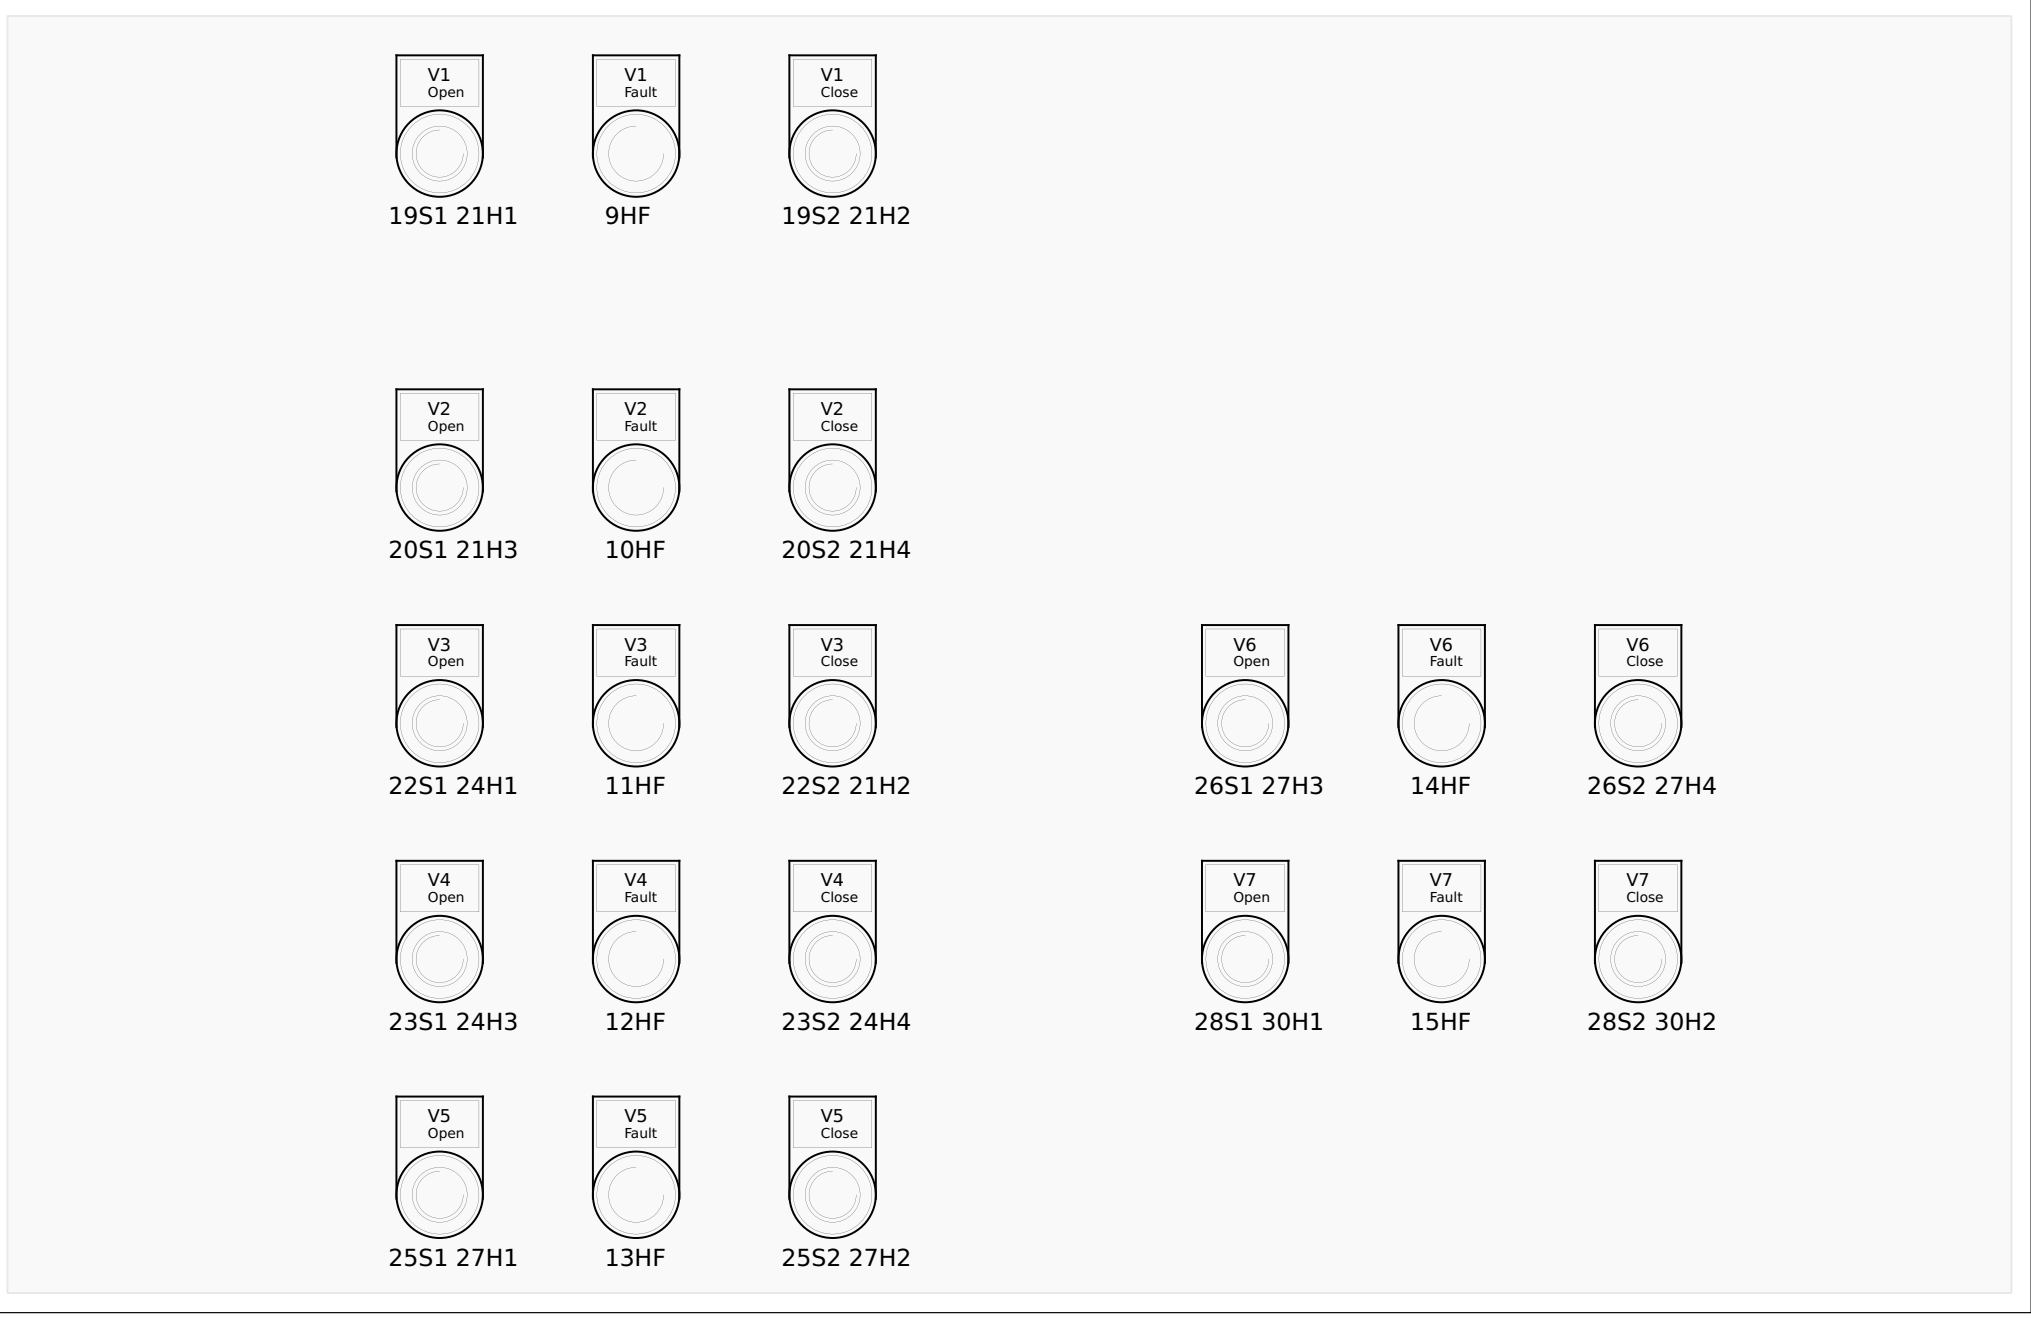 V1 V1 V1
Open Fault Close
19S1 21H1 9HF 19S2 21H2
V2 V2 V2
Open Fault Close
20S1 21H3 10HF 20S2 21H4
V3 V3 V3 V6 V6 V6
Open Fault Close Open Fault Close
22S1 24H1 11HF 22S2 21H2 26S1 27H3 14HF 26S2 27H4
V4 V4 V4 V7 V7 V7
Open Fault Close Open Fault Close
23S1 24H3 12HF 23S2 24H4 28S1 30H1 15HF 28S2 30H2
V5 V5 V5
Open Fault Close
25S1 27H1 13HF 25S2 27H2